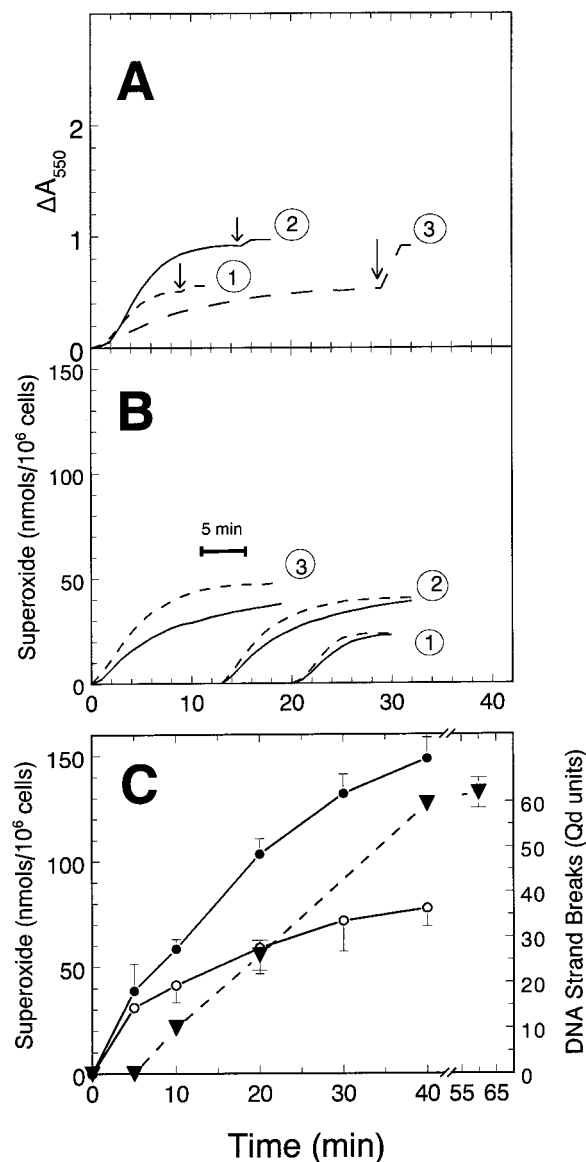 A
ΔA550
2
1
0
1
2
3
B
Superoxide (nmols/10⁶ cells)
150
100
50
0
5 min
3
2
1
0 10 20 30 40
C
Superoxide (nmols/10⁶ cells)
150
100
50
0
DNA Strand Breaks (Qd units)
60
50
40
30
20
10
0
0 10 20 30 40 55 65
Time (min)